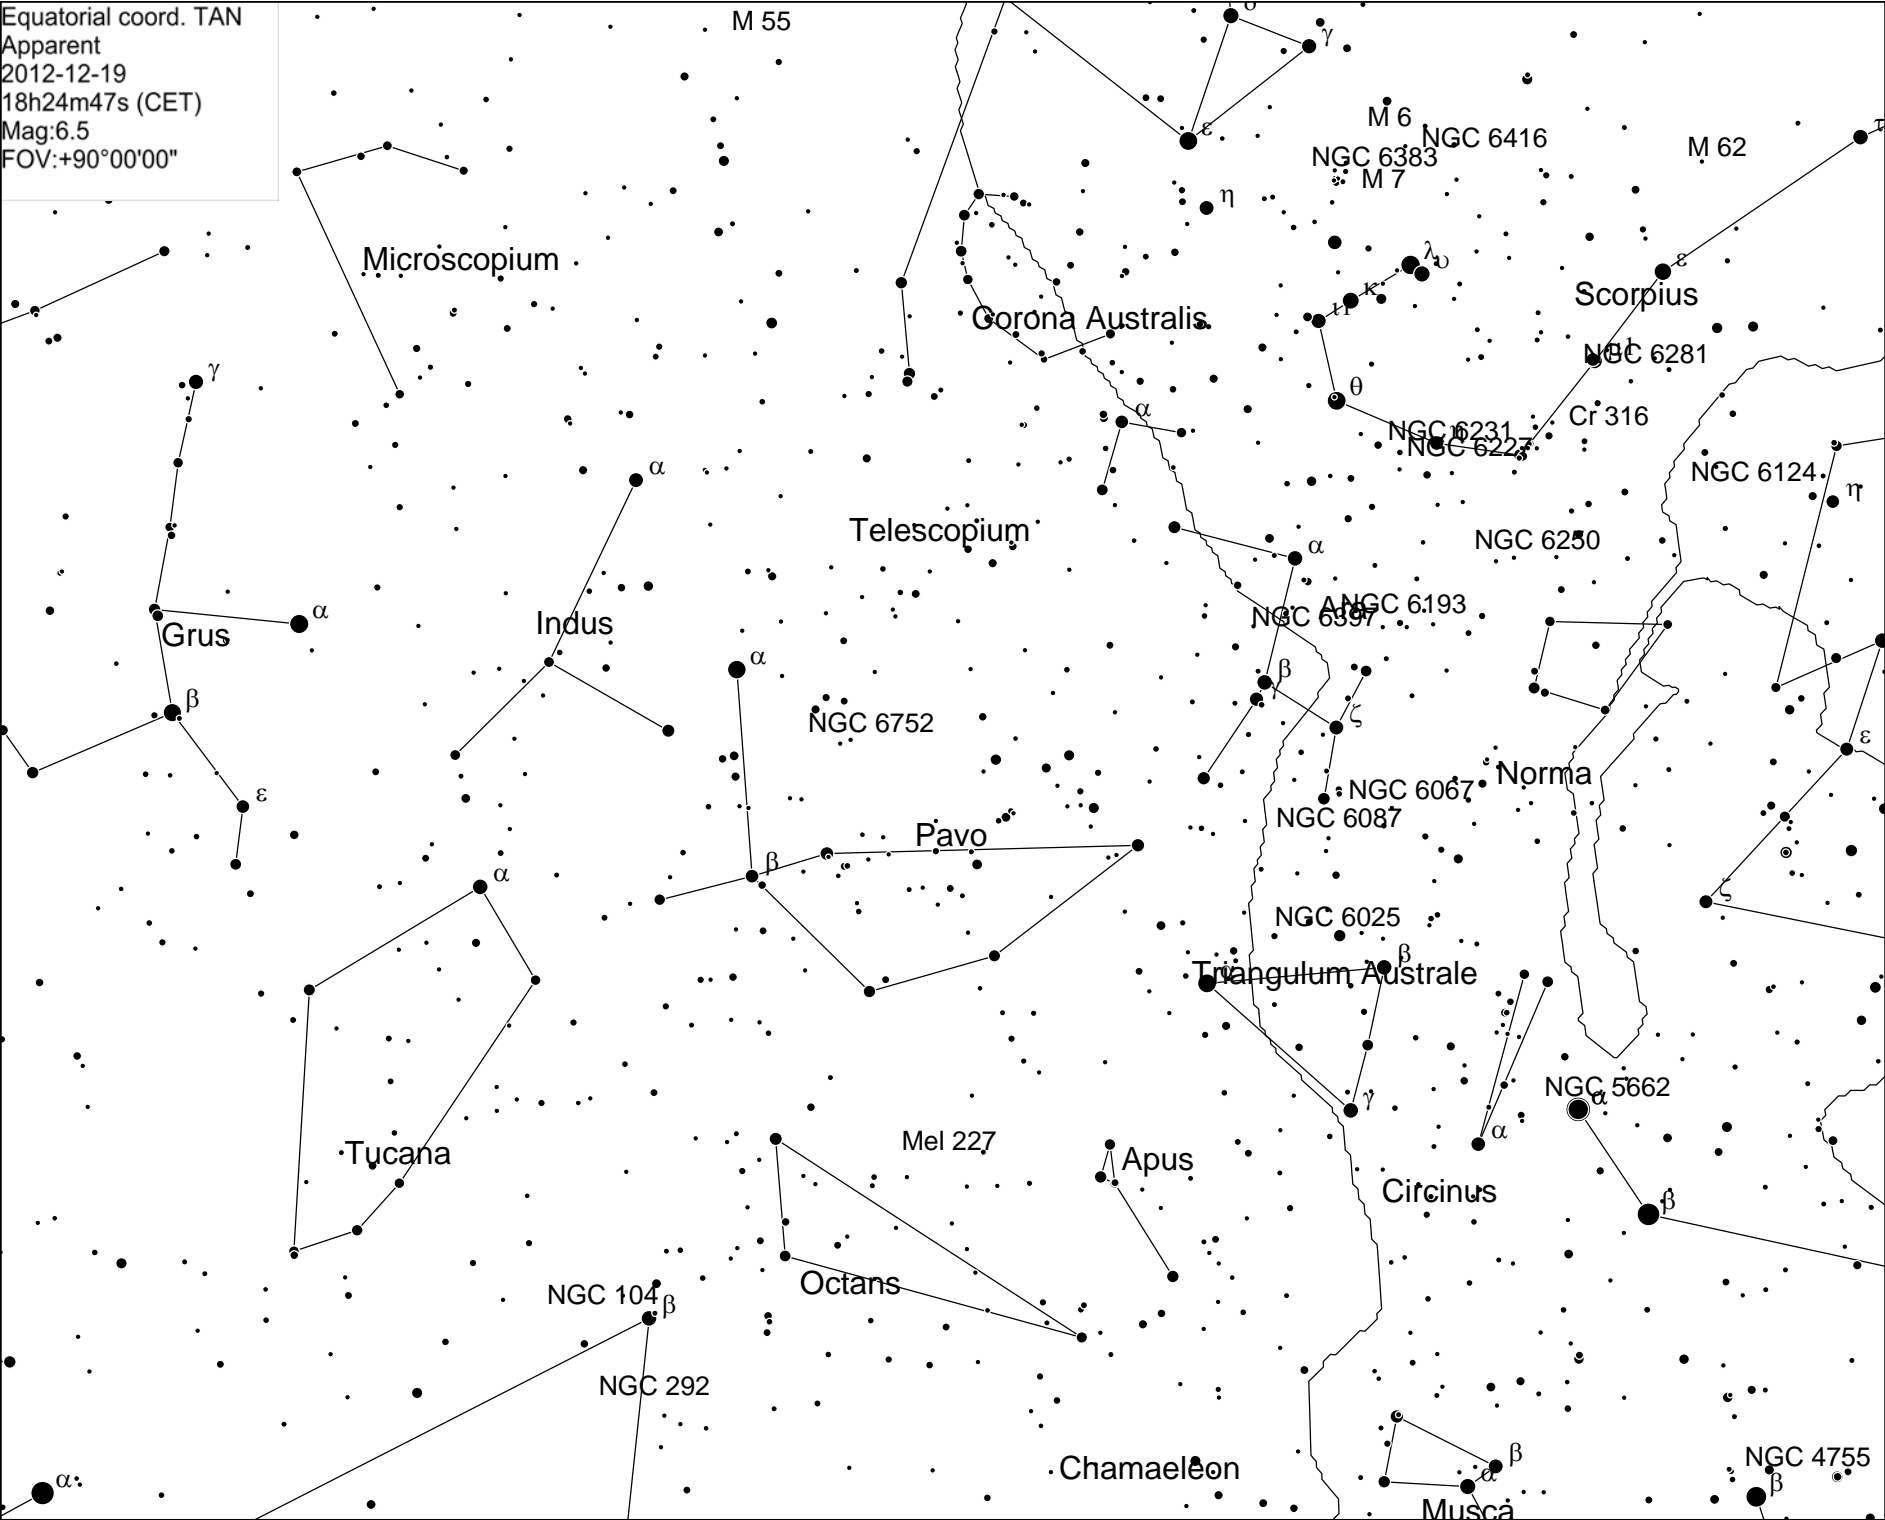 Equatorial coord. TAN
Apparent
2012-12-19
18h24m47s (CET)
Mag:6.5
FOV:+90°00'00"
M 55
γ
ε
τ
M 6
NGC 6416
NGC 6383
M 7
M 62
η
Microscopium
λ
υ
κ
ι1
ε
Scorpius
Corona Australis
NGC 6281
γ
θ
α
Cr 316
NGC 6231
NGC 6227
α
NGC 6124
η
Telescopium
α
NGC 6250
NGC 6193
NGC 6397
α
Grus
Indus
α
β
γ
β
NGC 6752
ζ
ε
Norma
NGC 6067
ε
NGC 6087
Pavo
β
α
ζ
NGC 6025
β
Triangulum Australe
α
NGC 5662
α
γ
α
Mel 227
Apus
Tucana
Circinus
β
Octans
NGC 104
β
NGC 292
β
NGC 4755
Chamaeleon
α
α
β
Musca